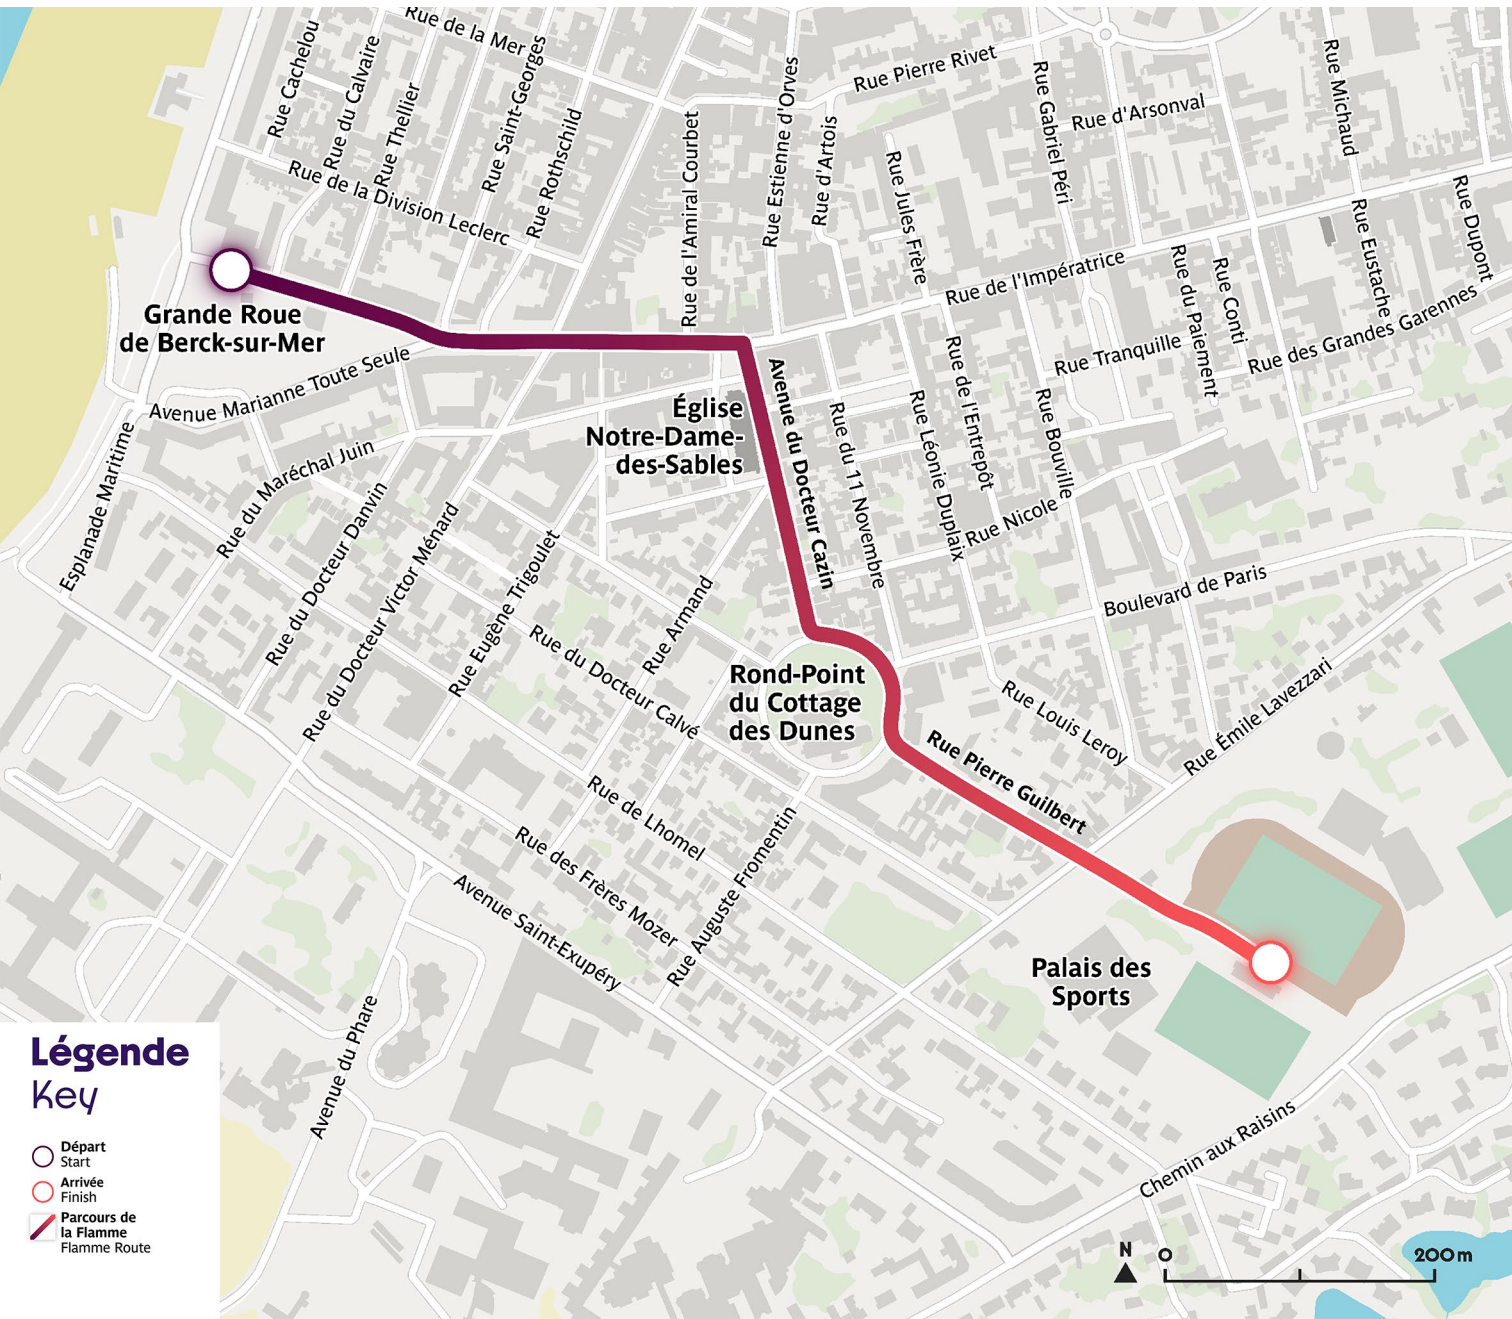 Rue de la Mer
Rue Cachelou
Rue du Calvaire
Rue Thellier
Rue Saint-Georges
Rue Rothschild
Rue de l'Amiral Courbet
Rue Estienne d'Orves
Rue d'Artois
Rue Pierre Rivet
Rue Jules Frère
Rue Gabriel Péri
Rue d'Arsonval
Rue Michaud
Rue Dupont
Rue Eustache
Rue de la Division Leclerc
Rue de l'Impératrice
Rue du Paiement
Rue Conti
Rue des Grandes Garennes
Rue Tranquille
Grande Roue
de Berck-sur-Mer
Avenue Marianne Toute Seule
Église
Notre-Dame-
des-Sables
Avenue du Docteur Cazin
Rue du 11 Novembre
Rue Léonie Duplaix
Rue de l'Entrepôt
Rue Bouville
Rue Nicole
Boulevard de Paris
Esplanade Maritime
Rue du Maréchal Juin
Rue du Docteur Danvin
Rue du Docteur Victor Ménard
Rue Eugène Trigoulet
Rue Armand
Rue du Docteur Calvé
Rond-Point
du Cottage
des Dunes
Rue Louis Leroy
Rue Émile Lavezzari
Rue Pierre Guilbert
Rue de Lhomel
Rue des Frères Mozer
Rue Auguste Fromentin
Avenue Saint-Exupéry
Avenue du Phare
Palais des
Sports
Chemin aux Raisins
Légende
Key
Départ
Start
Arrivée
Finish
Parcours de
la Flamme
Flamme Route
N
0
200 m